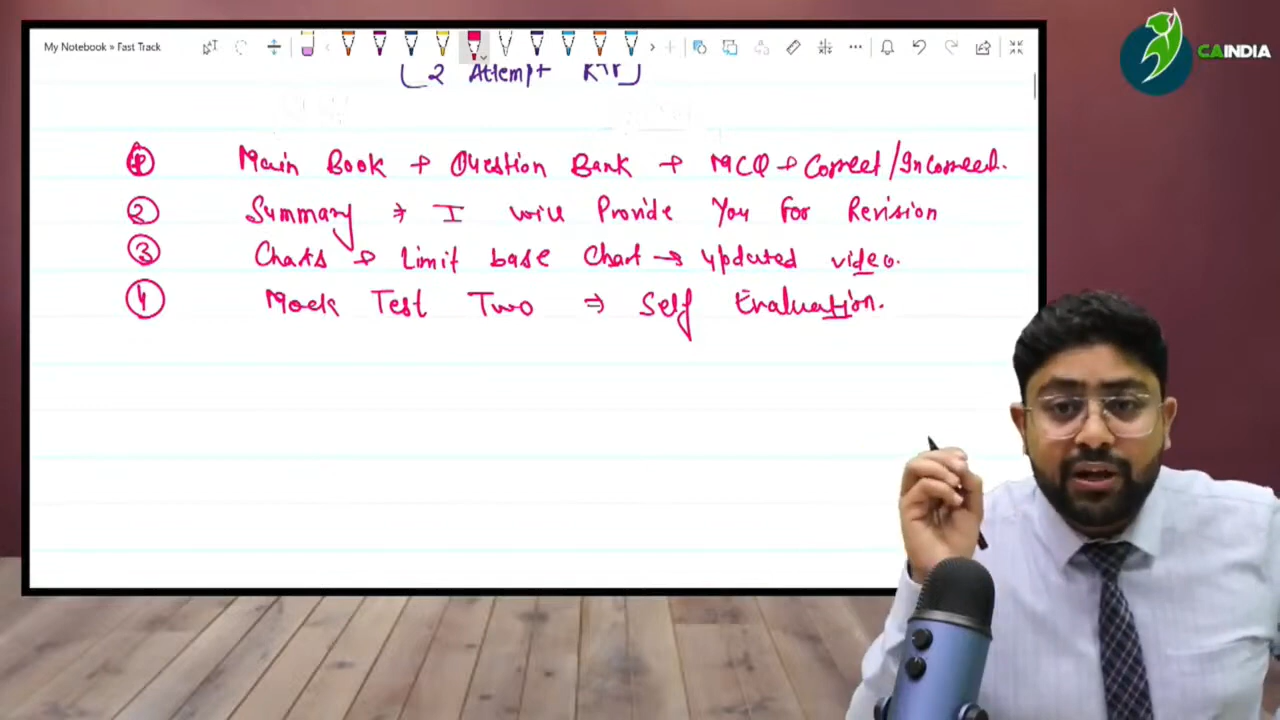 My Notebook » Fast Track
CAINDIA
(2 Attempt RTP)
① Main Book → Question Bank → MCQ → Correct/Incorrect.
② Summary ⇒ I will Provide You For Revision
③ Charts → Limit base Chart → updated video.
④ Mock Test Two ⇒ Self Evaluation.